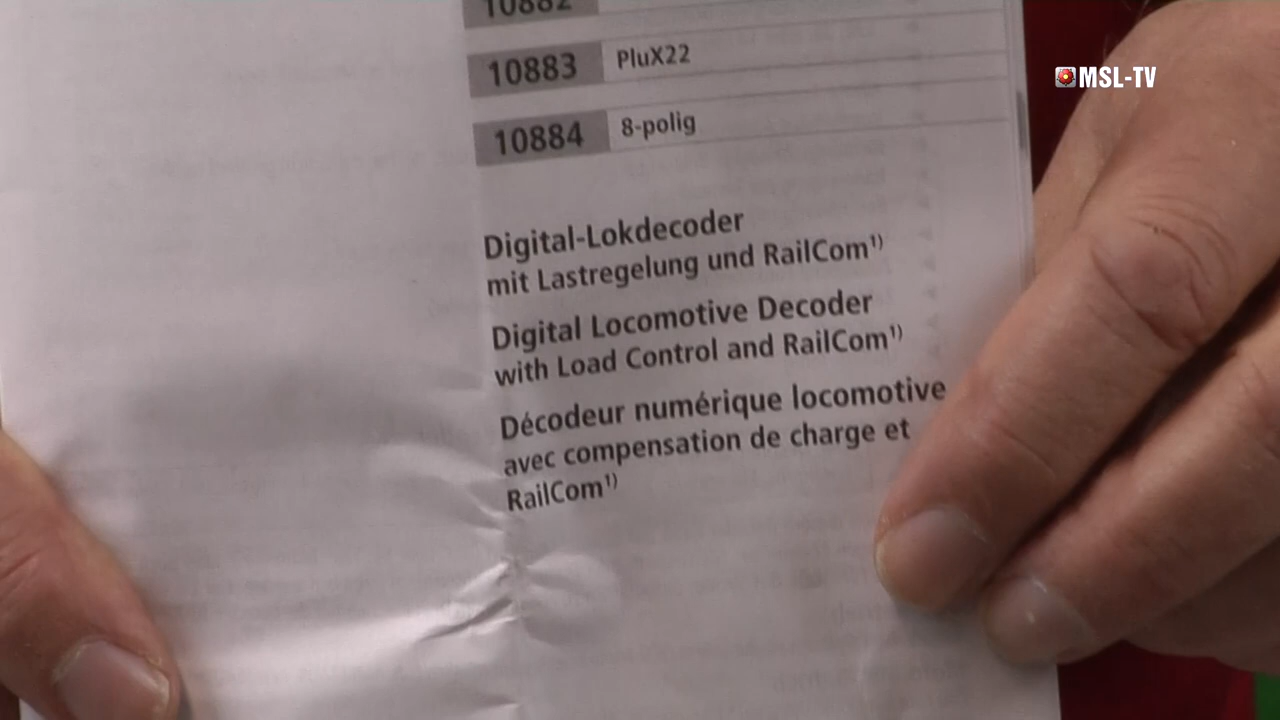 10882
10883 PluX22
MSL-TV
10884 8-polig
Digital-Lokdecoder
mit Lastregelung und RailCom¹⁾
Digital Locomotive Decoder
with Load Control and RailCom¹⁾
Décodeur numérique locomotive
avec compensation de charge et
RailCom¹⁾